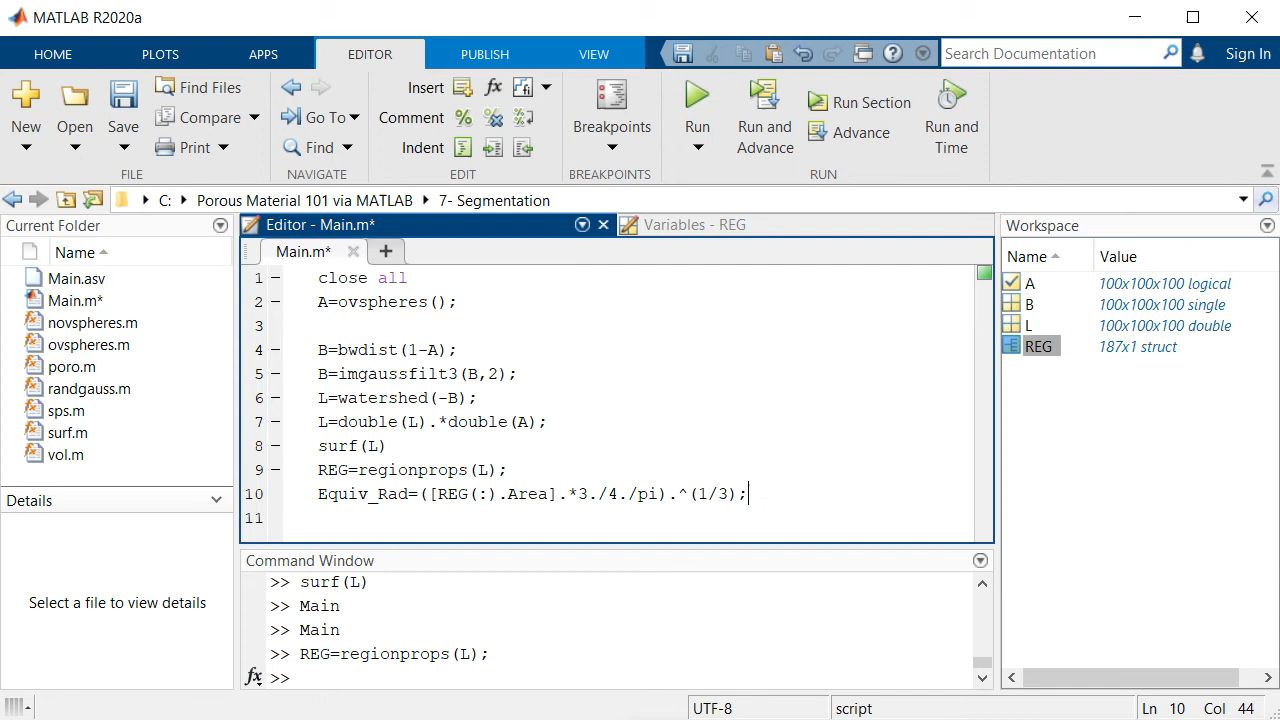 MATLAB R2020a
HOME PLOTS APPS EDITOR PUBLISH VIEW Search Documentation Sign In
New Open Save Find Files Compare Print
FILE
Go To Find
NAVIGATE
Insert fx
Comment
Indent
EDIT
Breakpoints
BREAKPOINTS
Run Run and Advance Run Section Advance Run and Time
RUN
C: Porous Material 101 via MATLAB 7- Segmentation
Current Folder
Name
Main.asv
Main.m*
novspheres.m
ovspheres.m
poro.m
randgauss.m
sps.m
surf.m
vol.m
Details
Select a file to view details
Editor - Main.m* Variables - REG
Main.m* +
1 close all
2 A=ovspheres();
3
4 B=bwdist(1-A);
5 B=imgaussfilt3(B,2);
6 L=watershed(-B);
7 L=double(L).*double(A);
8 surf(L)
9 REG=regionprops(L);
10 Equiv_Rad=([REG(:).Area].*3./4./pi).^(1/3);
11
Command Window
>> surf(L)
>> Main
>> Main
>> REG=regionprops(L);
fx >>
Workspace
Name Value
A 100x100x100 logical
B 100x100x100 single
L 100x100x100 double
REG 187x1 struct
UTF-8 script Ln 10 Col 44